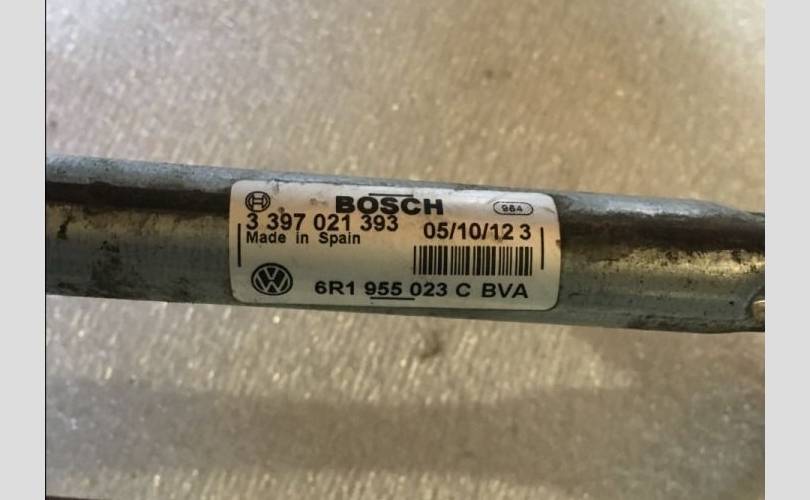 BOSCH 984
3 397 021 393 05/10/12 3
Made in Spain
6R1 955 023 C BVA